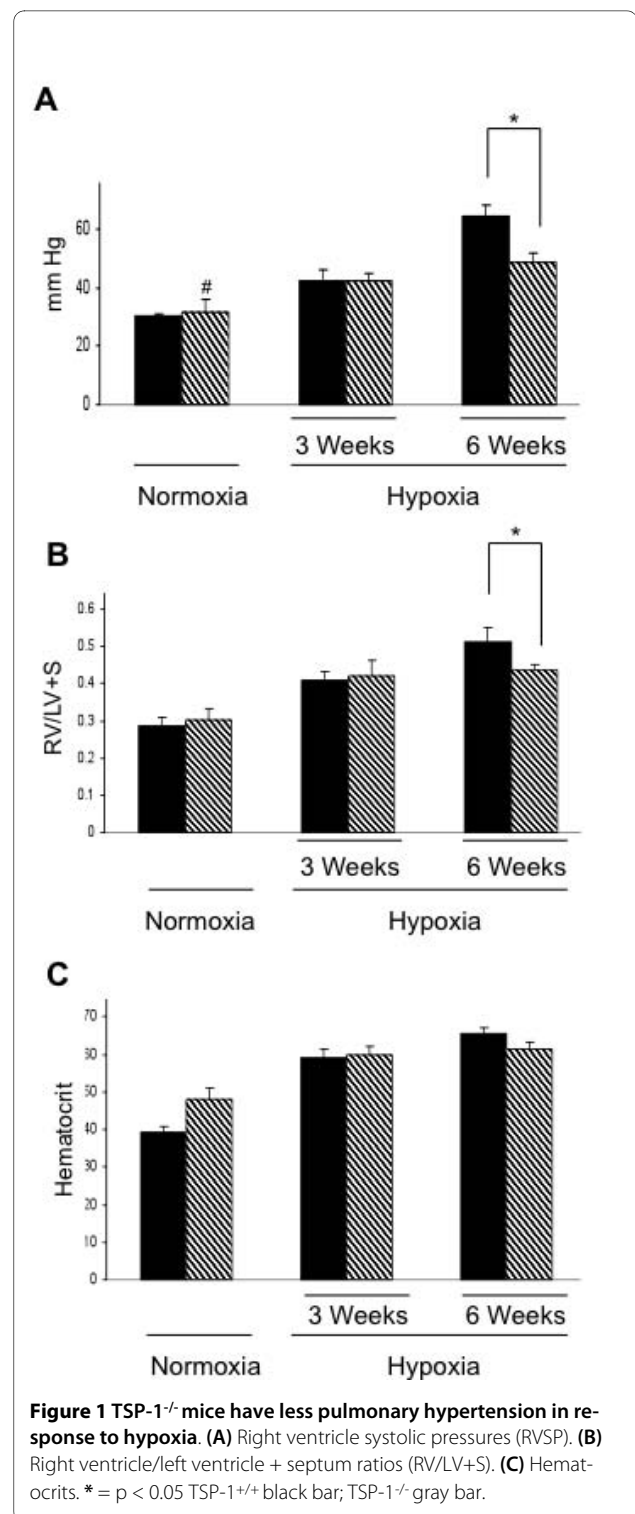 A
*
mm Hg
60
40
20
0
#
3 Weeks 6 Weeks
Normoxia Hypoxia
B
*
RV/LV+S
0.6
0.5
0.4
0.3
0.2
0.1
0
3 Weeks 6 Weeks
Normoxia Hypoxia
C
Hematocrit
70
60
50
40
30
20
10
0
3 Weeks 6 Weeks
Normoxia Hypoxia
Figure 1 TSP-1-/- mice have less pulmonary hypertension in re-
sponse to hypoxia. (A) Right ventricle systolic pressures (RVSP). (B)
Right ventricle/left ventricle + septum ratios (RV/LV+S). (C) Hemat-
ocrits. * = p < 0.05 TSP-1+/+ black bar; TSP-1-/- gray bar.